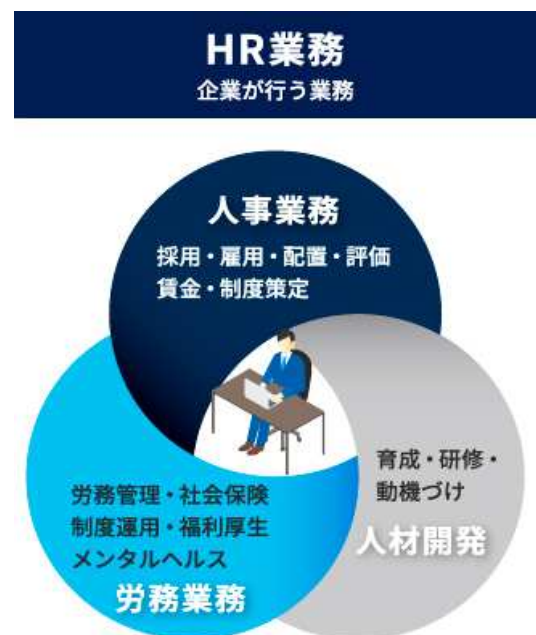 HR業務
企業が行う業務
人事業務
採用・雇用・配置・評価
賃金・制度策定
労務管理・社会保険
制度運用・福利厚生
メンタルヘルス
労務業務
育成・研修・
動機づけ
人材開発